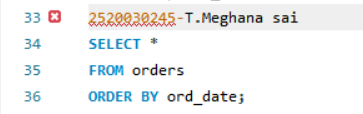 33 2520030245-T.Meghana sai
34 SELECT *
35 FROM orders
36 ORDER BY ord_date;